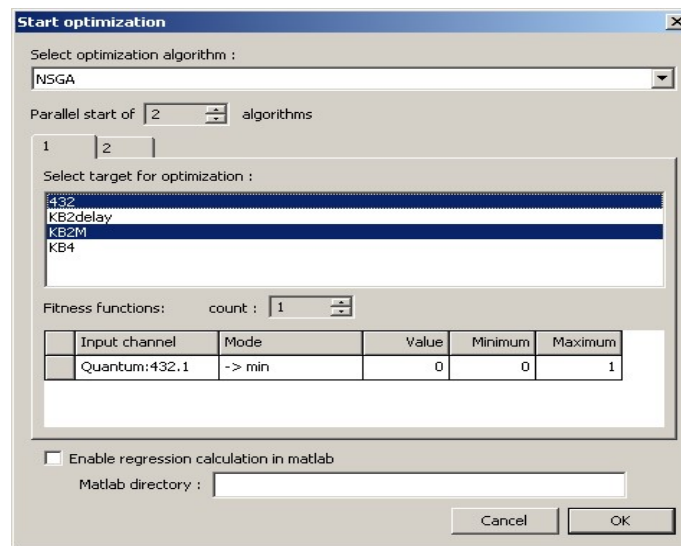 Start optimization
Select optimization algorithm :
NSGA
Parallel start of 2 algorithms
1 2
Select target for optimization :
432
KB2delay
KB2M
KB4
Fitness functions: count : 1
Input channel Mode Value Minimum Maximum
Quantum:432.1 -> min 0 0 1
Enable regression calculation in matlab
Matlab directory :
Cancel OK